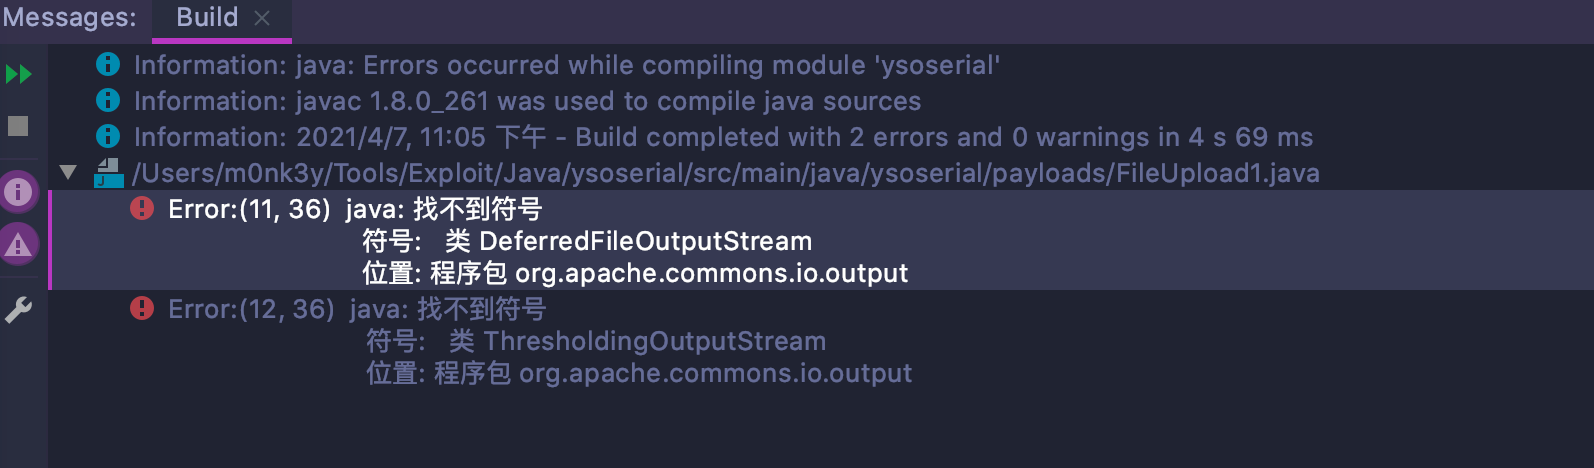 Messages: Build
Information: java: Errors occurred while compiling module 'ysoserial'
Information: javac 1.8.0_261 was used to compile java sources
Information: 2021/4/7, 11:05 下午 - Build completed with 2 errors and 0 warnings in 4 s 69 ms
/Users/m0nk3y/Tools/Exploit/Java/ysoserial/src/main/java/ysoserial/payloads/FileUpload1.java
Error:(11, 36) java: 找不到符号
符号: 类 DeferredFileOutputStream
位置: 程序包 org.apache.commons.io.output
Error:(12, 36) java: 找不到符号
符号: 类 ThresholdingOutputStream
位置: 程序包 org.apache.commons.io.output